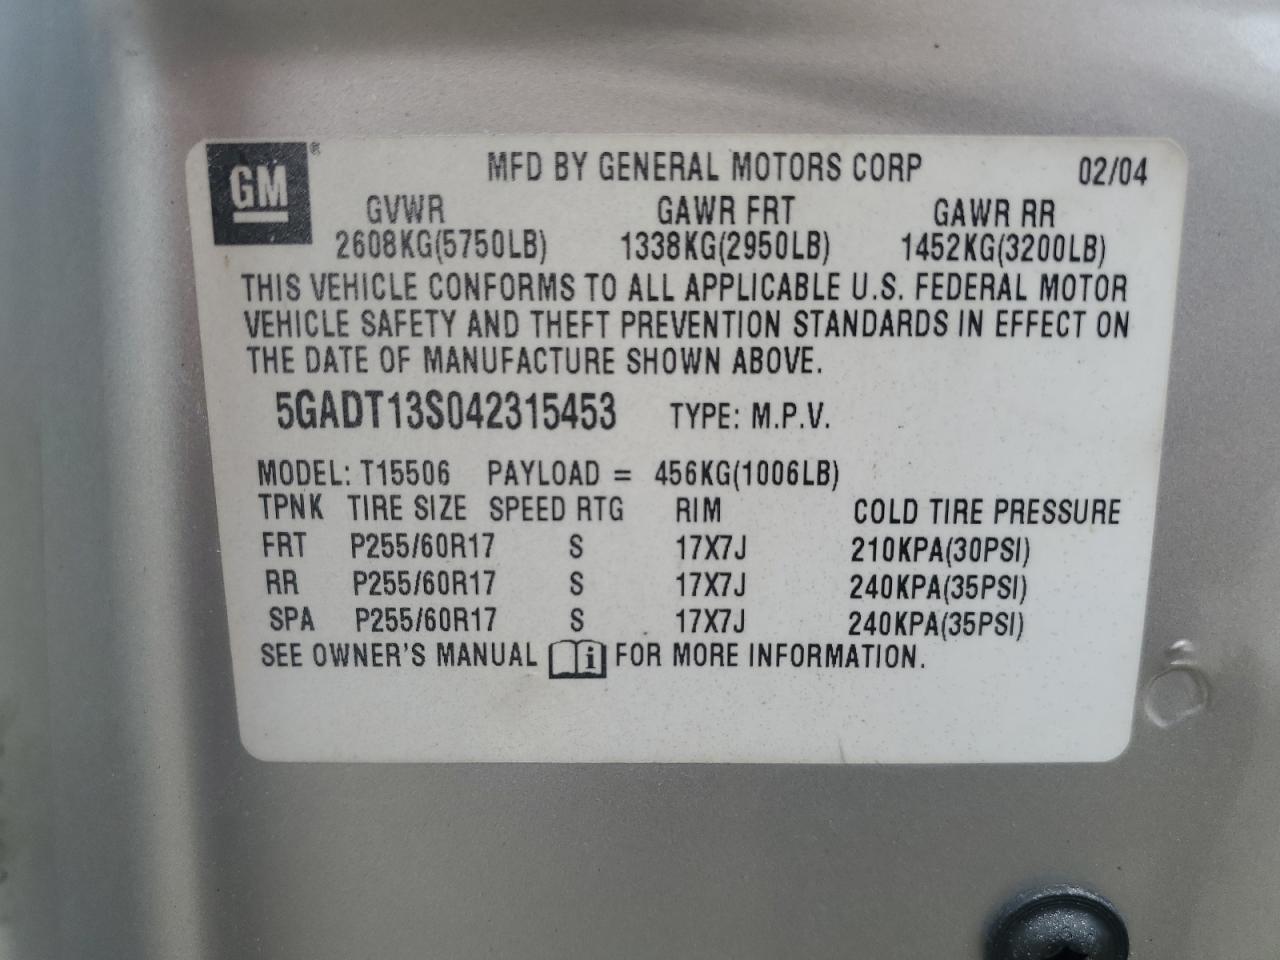 GM® MFD BY GENERAL MOTORS CORP 02/04
GVWR GAWR FRT GAWR RR
2608KG(5750LB) 1338KG(2950LB) 1452KG(3200LB)
THIS VEHICLE CONFORMS TO ALL APPLICABLE U.S. FEDERAL MOTOR
VEHICLE SAFETY AND THEFT PREVENTION STANDARDS IN EFFECT ON
THE DATE OF MANUFACTURE SHOWN ABOVE.
5GADT13S042315453 TYPE: M.P.V.
MODEL: T15506 PAYLOAD = 456KG(1006LB)
TPNK TIRE SIZE SPEED RTG RIM COLD TIRE PRESSURE
FRT P255/60R17 S 17X7J 210KPA(30PSI)
RR P255/60R17 S 17X7J 240KPA(35PSI)
SPA P255/60R17 S 17X7J 240KPA(35PSI)
SEE OWNER'S MANUAL i FOR MORE INFORMATION.